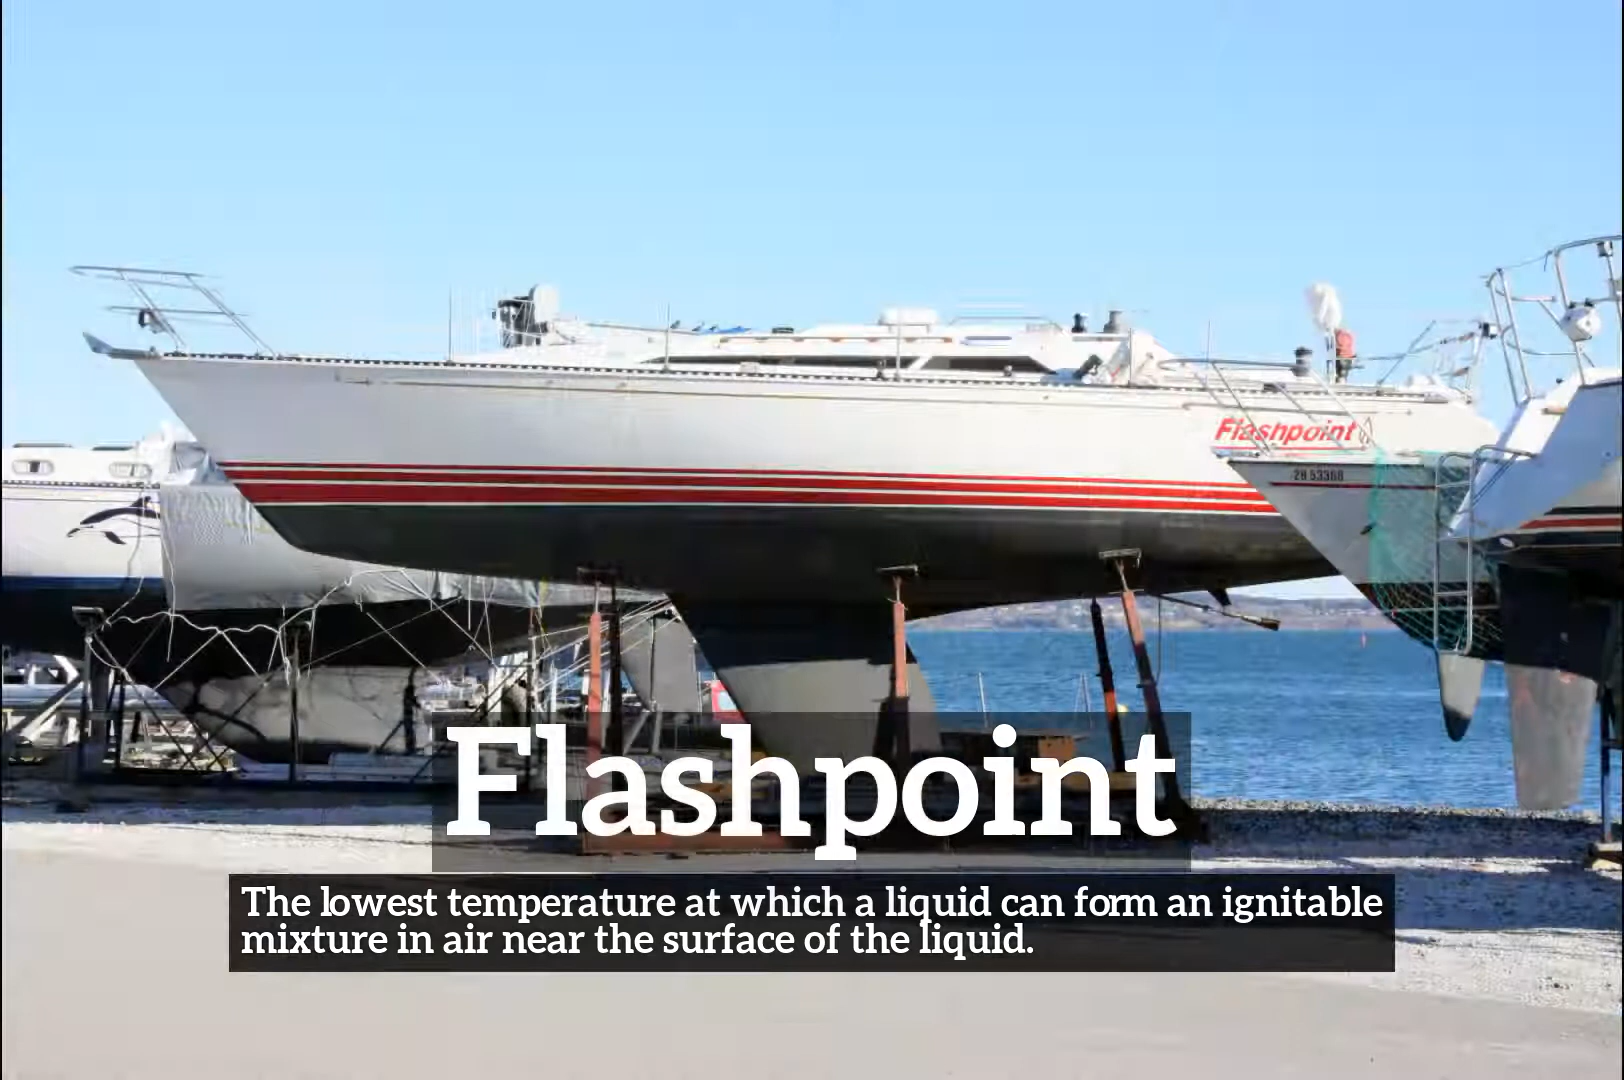 Flashpoint
28 53368
Flashpoint
The lowest temperature at which a liquid can form an ignitable
mixture in air near the surface of the liquid.